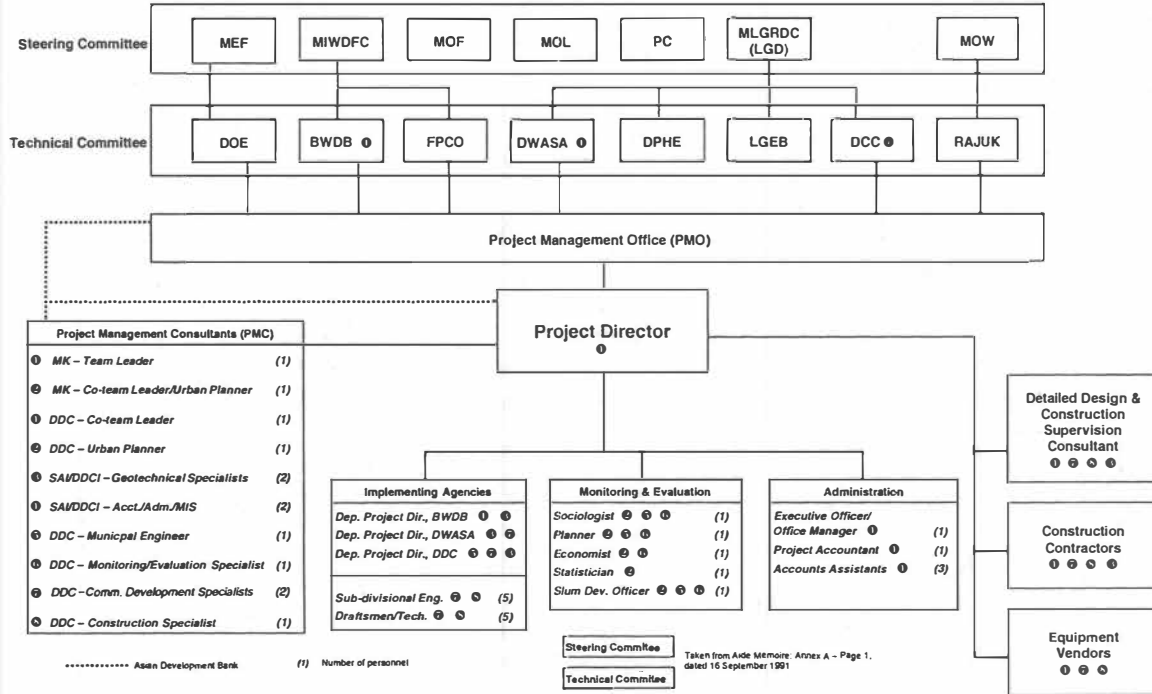 Steering Committee
MEF
MIWDFC
MOF
MOL
PC
MLGRDC
(LGD)
MOW
Technical Committee
DOE
BWDB
FPCO
DWASA
DPHE
LGEB
DCC
RAJUK
Project Management Office (PMO)
Project Director
Project Management Consultants (PMC)
MK – Team Leader (1)
MK – Co-team Leader/Urban Planner (1)
DDC – Co-team Leader (1)
DDC – Urban Planner (1)
SAI/DDCI – Geotechnical Specialists (2)
SAI/DDCI – Acct./Adm./MIS (2)
DDC – Municpal Engineer (1)
DDC – Monitoring/Evaluation Specialist (1)
DDC – Comm. Development Specialists (2)
DDC – Construction Specialist (1)
Implementing Agencies
Dep. Project Dir., BWDB
Dep. Project Dir., DWASA
Dep. Project Dir., DDC
Sub-divisional Eng. (5)
Draftsmen/Tech. (5)
Monitoring & Evaluation
Sociologist (1)
Planner (1)
Economist (1)
Statistician (1)
Slum Dev. Officer (1)
Administration
Executive Officer/
Office Manager (1)
Project Accountant (1)
Accounts Assistants (3)
Detailed Design &
Construction
Supervision
Consultant
Construction
Contractors
Equipment
Vendors
Asian Development Bank
(1) Number of personnel
Steering Committee
Technical Committee
Taken from Aide Memoire: Annex A – Page 1,
dated 16 September 1991